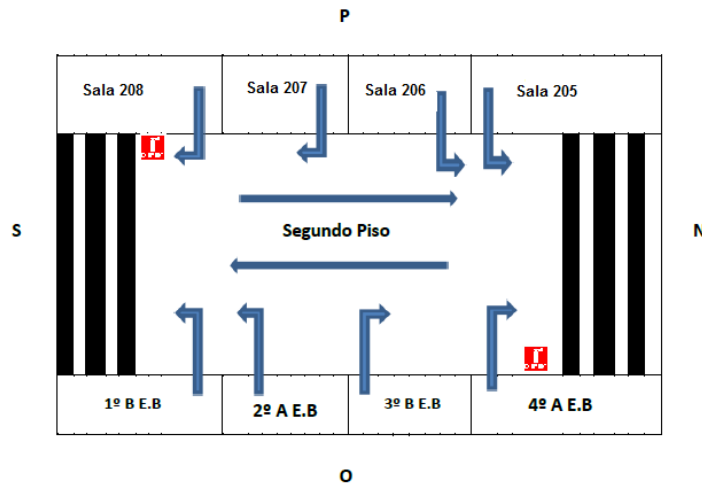 P
Sala 208
Sala 207
Sala 206
Sala 205
S
Segundo Piso
N
1º B E.B
2º A E.B
3º B E.B
4º A E.B
O